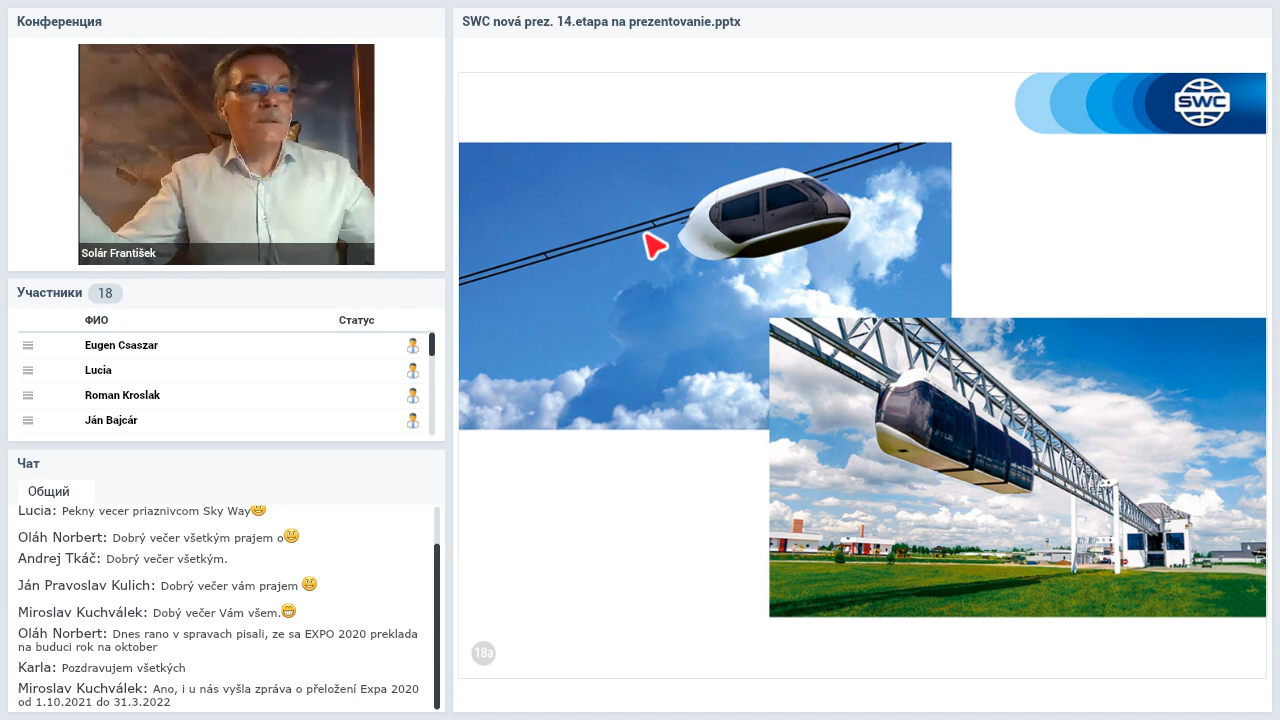 Конференция
Solár František
Участники 18
ФИО Статус
Eugen Csaszar
Lucia
Roman Kroslak
Ján Bajcár
Чат
Общий
Lucia: Pekny vecer priaznivcom Sky Way
Oláh Norbert: Dobrý večer všetkým prajem o
Andrej Tkáč: Dobrý večer všetkým.
Ján Pravoslav Kulich: Dobrý večer vám prajem
Miroslav Kuchválek: Dobý večer Vám všem.
Oláh Norbert: Dnes rano v spravach pisali, ze sa EXPO 2020 preklada
na buduci rok na oktober
Karla: Pozdravujem všetkých
Miroslav Kuchválek: Ano, i u nás vyšla zpráva o přeložení Expa 2020
od 1.10.2021 do 31.3.2022
SWC nová prez. 14.etapa na prezentovanie.pptx
SWC
18a